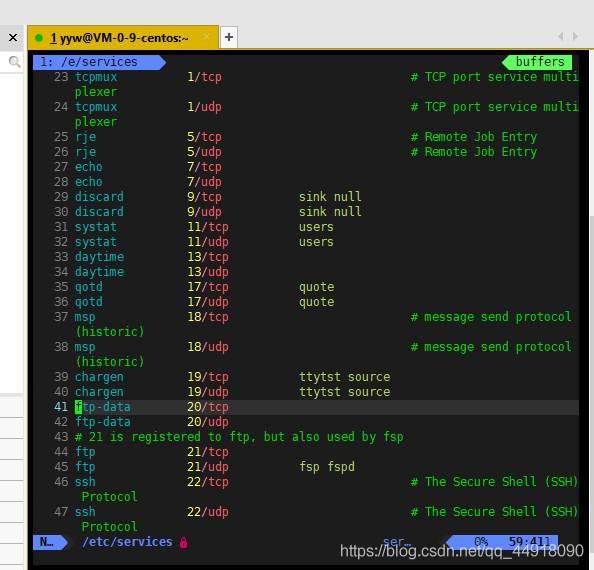 1 yyw@VM-0-9-centos:~ × +
1: /e/services buffers
23 tcpmux 1/tcp # TCP port service multi
plexer
24 tcpmux 1/udp # TCP port service multi
plexer
25 rje 5/tcp # Remote Job Entry
26 rje 5/udp # Remote Job Entry
27 echo 7/tcp
28 echo 7/udp
29 discard 9/tcp sink null
30 discard 9/udp sink null
31 systat 11/tcp users
32 systat 11/udp users
33 daytime 13/tcp
34 daytime 13/udp
35 qotd 17/tcp quote
36 qotd 17/udp quote
37 msp 18/tcp # message send protocol
(historic)
38 msp 18/udp # message send protocol
(historic)
39 chargen 19/tcp ttytst source
40 chargen 19/udp ttytst source
41 ftp-data 20/tcp
42 ftp-data 20/udp
43 # 21 is registered to ftp, but also used by fsp
44 ftp 21/tcp
45 ftp 21/udp fsp fspd
46 ssh 22/tcp # The Secure Shell (SSH)
Protocol
47 ssh 22/udp # The Secure Shell (SSH)
Protocol
N… /etc/services ser… 0% 59:411
https://blog.csdn.net/qq_44918090